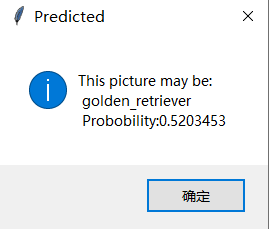 Predicted
This picture may be:
golden_retriever
Probobility:0.5203453
确定